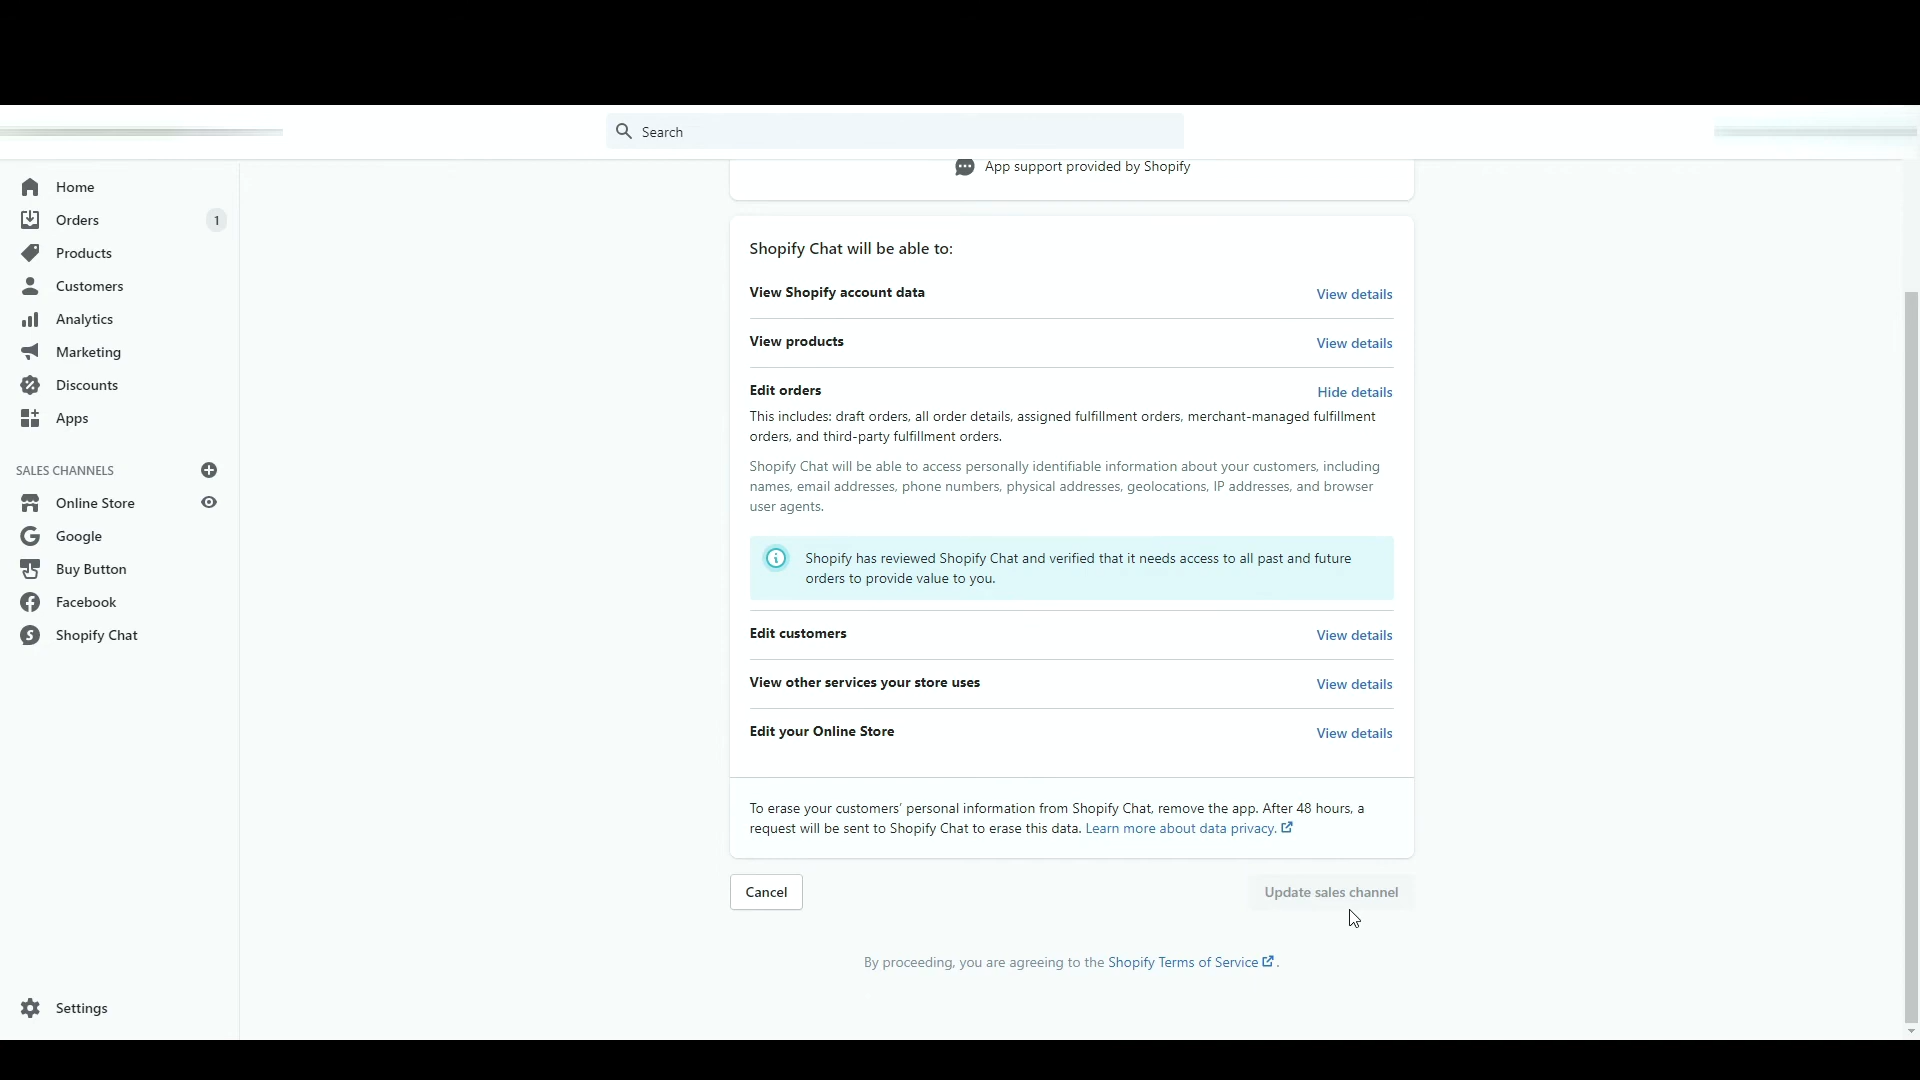 Search
App support provided by Shopify
Home
Orders 1
Products
Customers
Analytics
Marketing
Discounts
Apps
SALES CHANNELS
Online Store
Google
Buy Button
Facebook
Shopify Chat
Settings
Shopify Chat will be able to:
View Shopify account data View details
View products View details
Edit orders Hide details
This includes: draft orders, all order details, assigned fulfillment orders, merchant-managed fulfillment
orders, and third-party fulfillment orders.
Shopify Chat will be able to access personally identifiable information about your customers, including
names, email addresses, phone numbers, physical addresses, geolocations, IP addresses, and browser
user agents.
Shopify has reviewed Shopify Chat and verified that it needs access to all past and future
orders to provide value to you.
Edit customers View details
View other services your store uses View details
Edit your Online Store View details
To erase your customers' personal information from Shopify Chat, remove the app. After 48 hours, a
request will be sent to Shopify Chat to erase this data. Learn more about data privacy.
Cancel Update sales channel
By proceeding, you are agreeing to the Shopify Terms of Service.